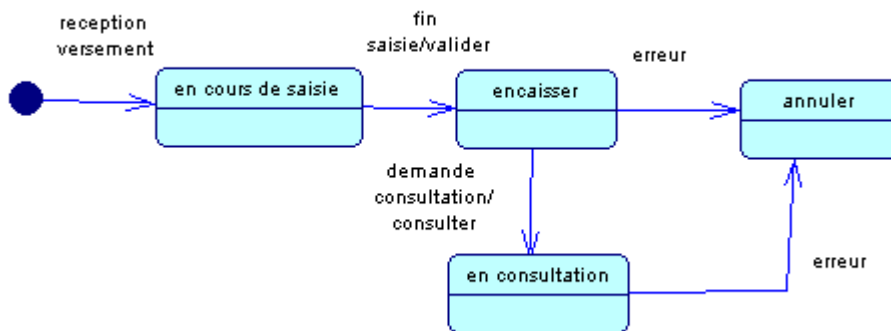 reception
versement
fin
saisie/valider
erreur
en cours de saisie
encaisser
annuler
demande
consultation/
consulter
en consultation
erreur